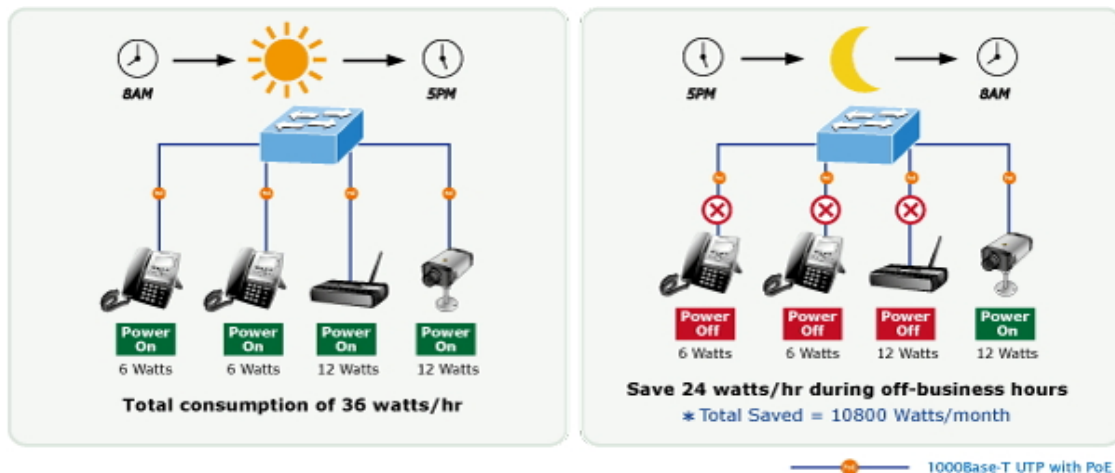 8AM
5PM
Power On
6 Watts
Power On
6 Watts
Power On
12 Watts
Power On
12 Watts
Total consumption of 36 watts/hr
5PM
8AM
Power Off
6 Watts
Power Off
6 Watts
Power Off
12 Watts
Power On
12 Watts
Save 24 watts/hr during off-business hours
* Total Saved = 10800 Watts/month
PoE
1000Base-T UTP with PoE